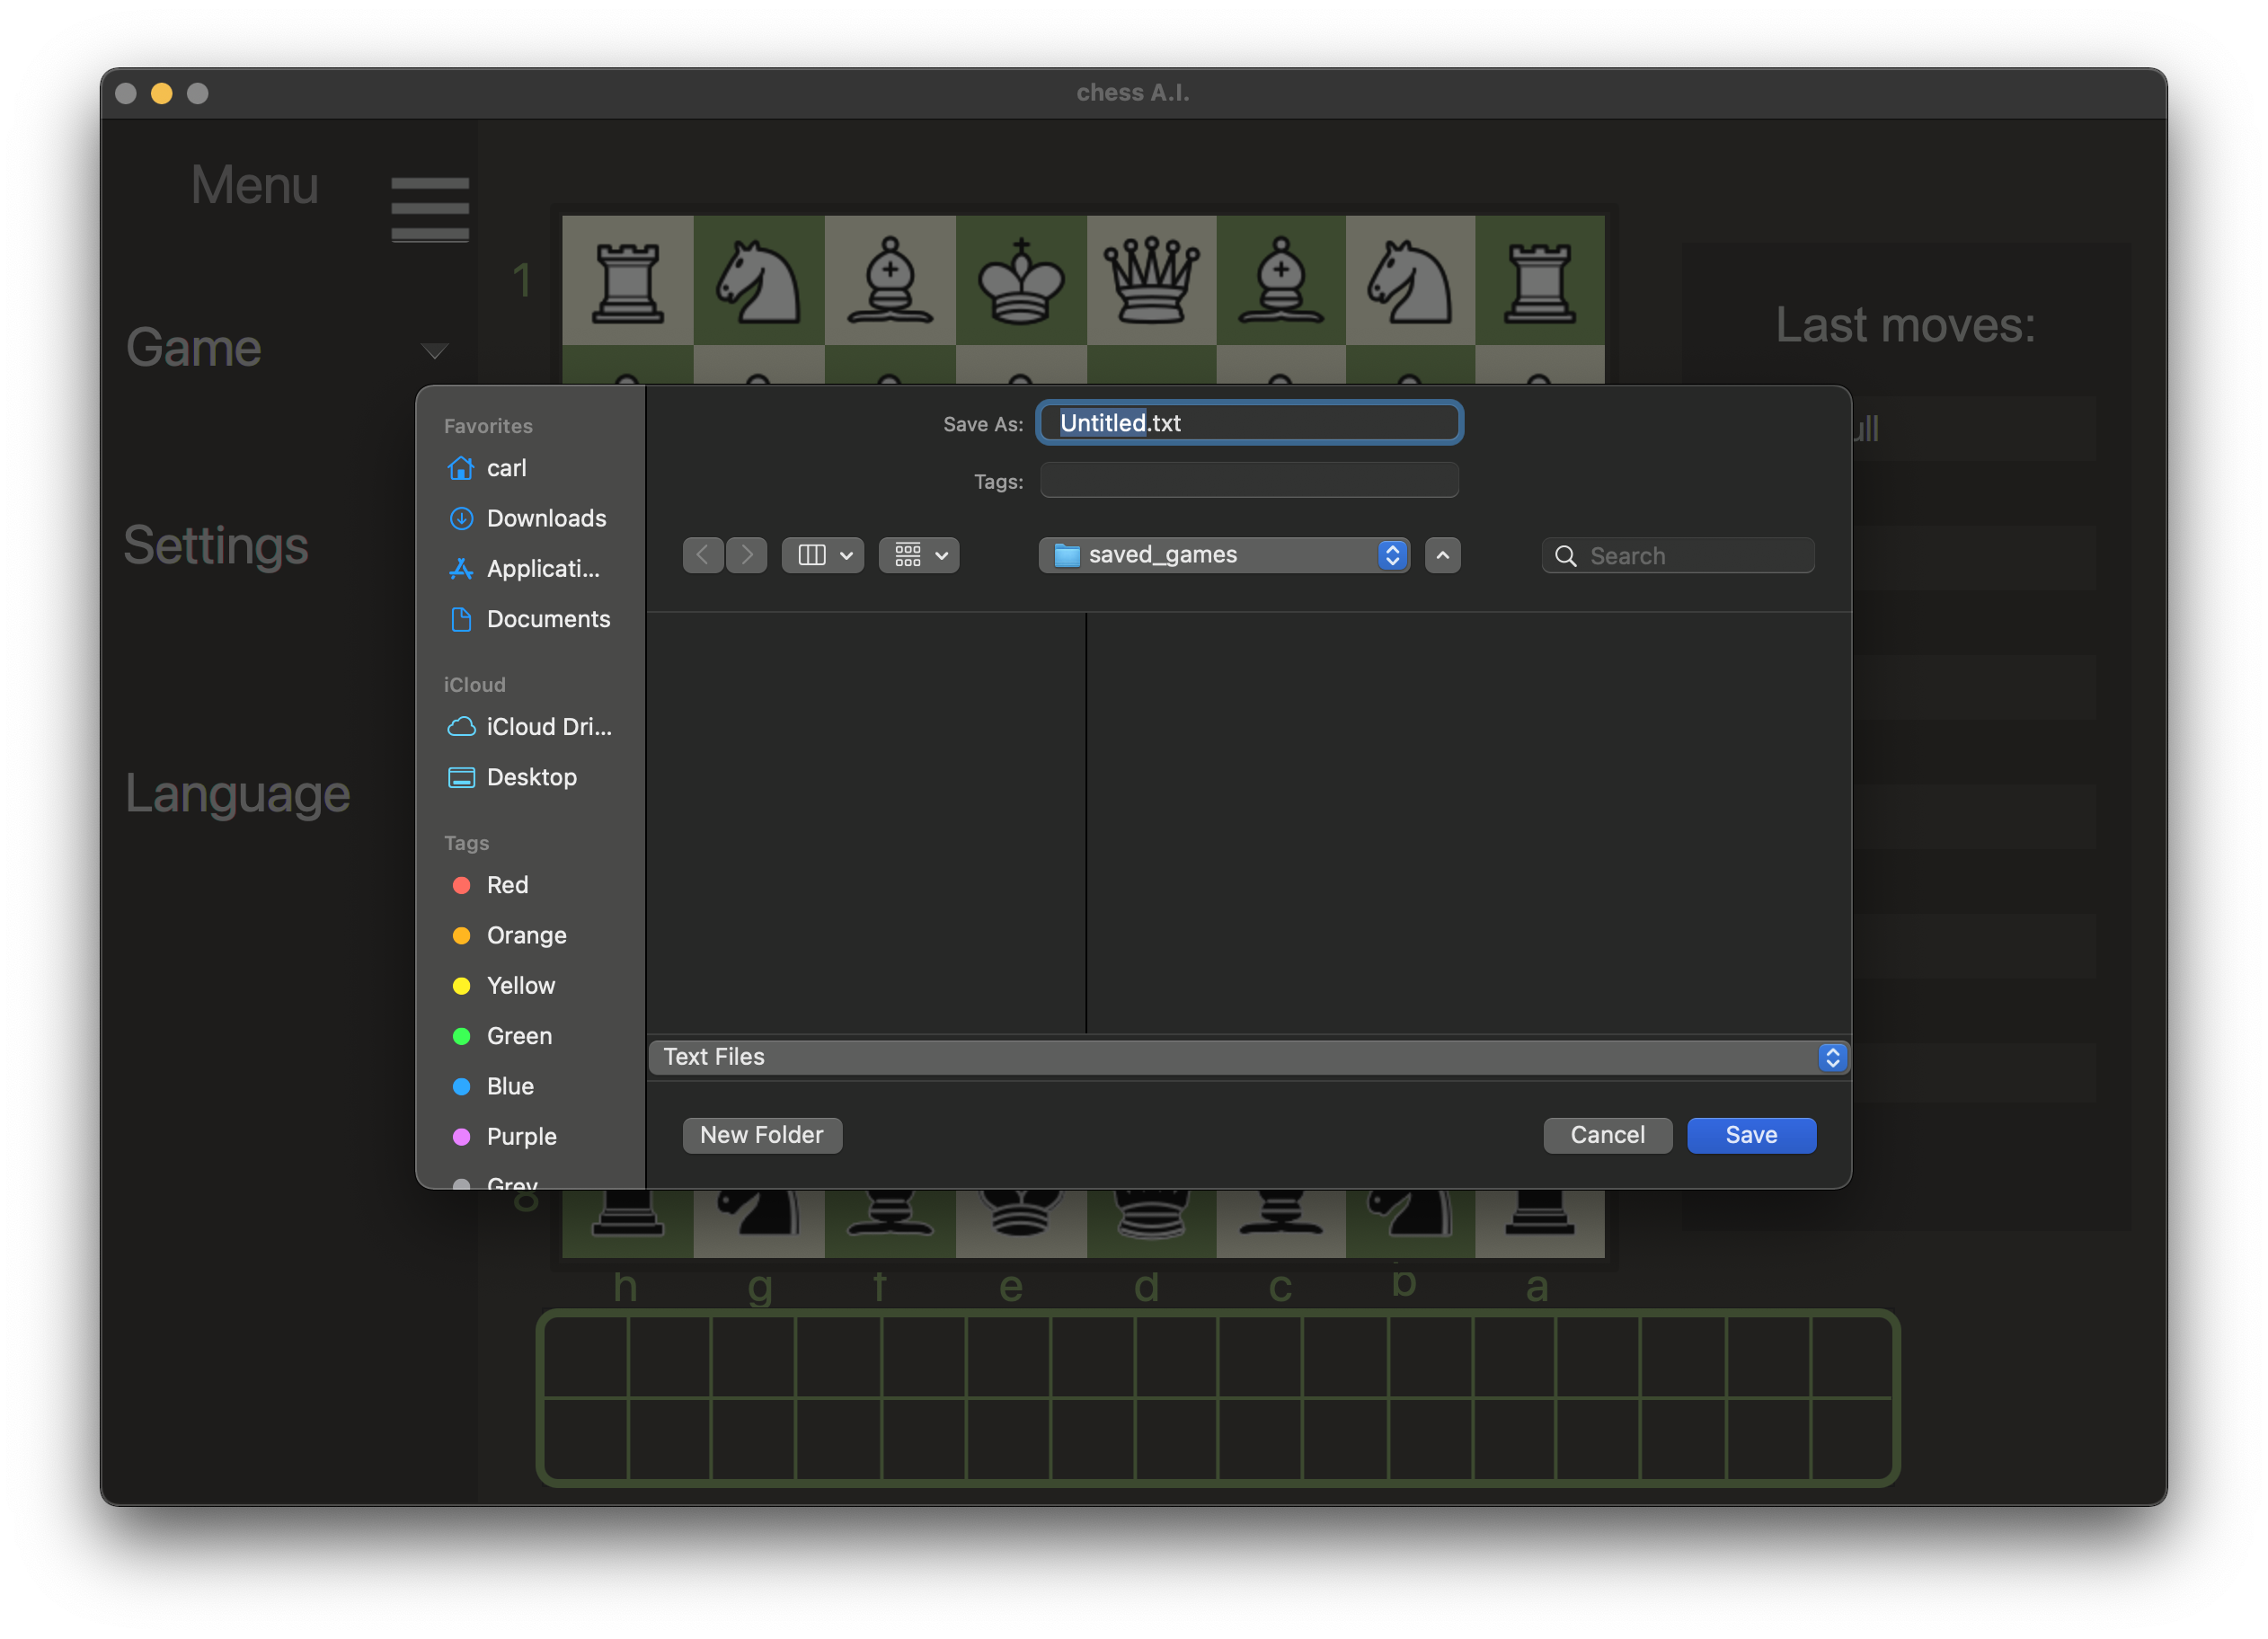 chess A.I.
Menu
Game
Settings
Language
1
Last moves:
Favorites
carl
Downloads
Applicati...
Documents
iCloud
iCloud Dri...
Desktop
Tags
Red
Orange
Yellow
Green
Blue
Purple
Grey
Save As:
Untitled.txt
Tags:
saved_games
Search
Text Files
New Folder
Cancel
Save
8
h g f e d c b a